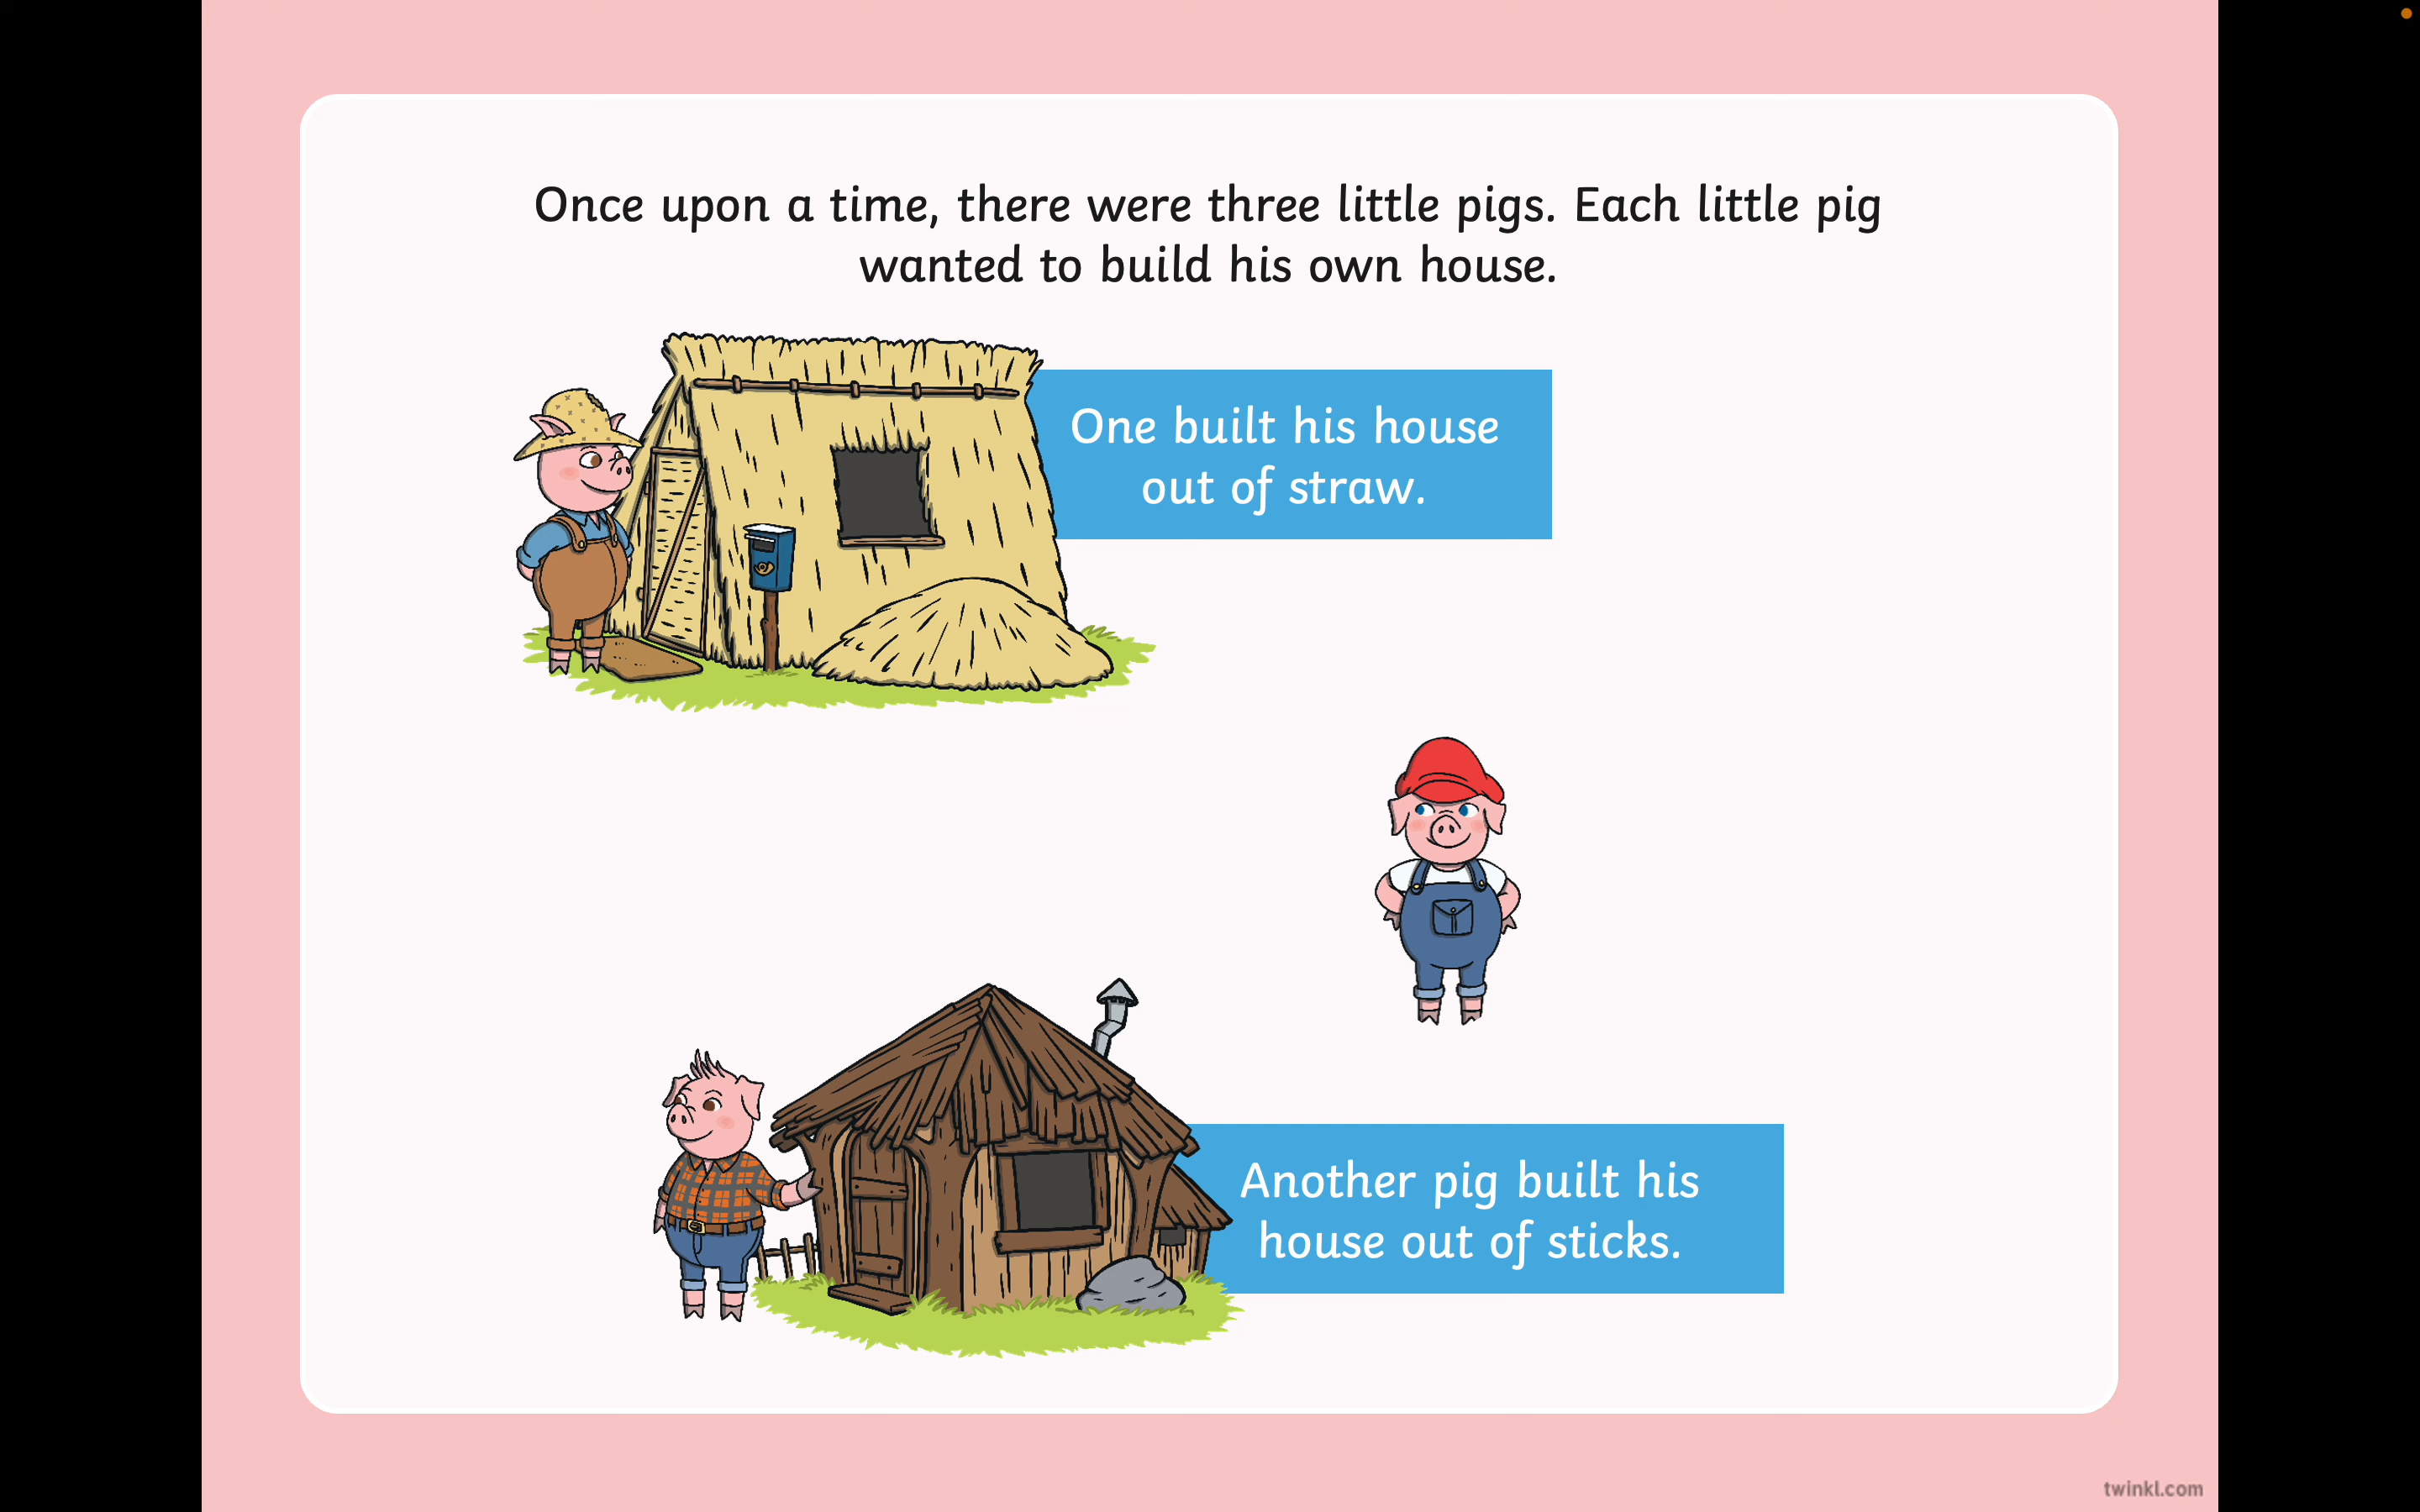 Once upon a time, there were three little pigs. Each little pig
wanted to build his own house.
One built his house
out of straw.
Another pig built his
house out of sticks.
twinkl.com